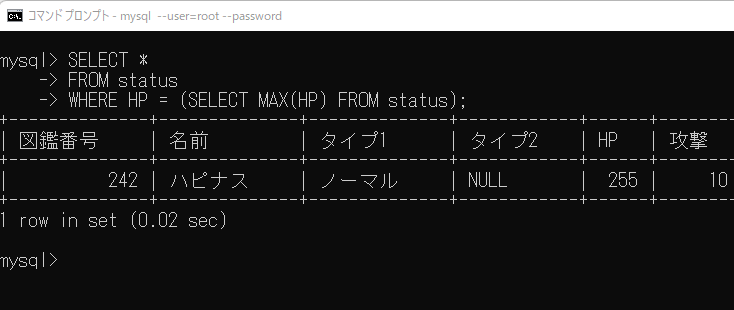 コマンド プロンプト - mysql --user=root --password
mysql> SELECT *
-> FROM status
-> WHERE HP = (SELECT MAX(HP) FROM status);
+--------------+--------------+--------------+------------+------+-------
| 図鑑番号 | 名前 | タイプ1 | タイプ2 | HP | 攻撃
+--------------+--------------+--------------+------------+------+-------
| 242 | ハピナス | ノーマル | NULL | 255 | 10
+--------------+--------------+--------------+------------+------+-------
1 row in set (0.02 sec)
mysql>